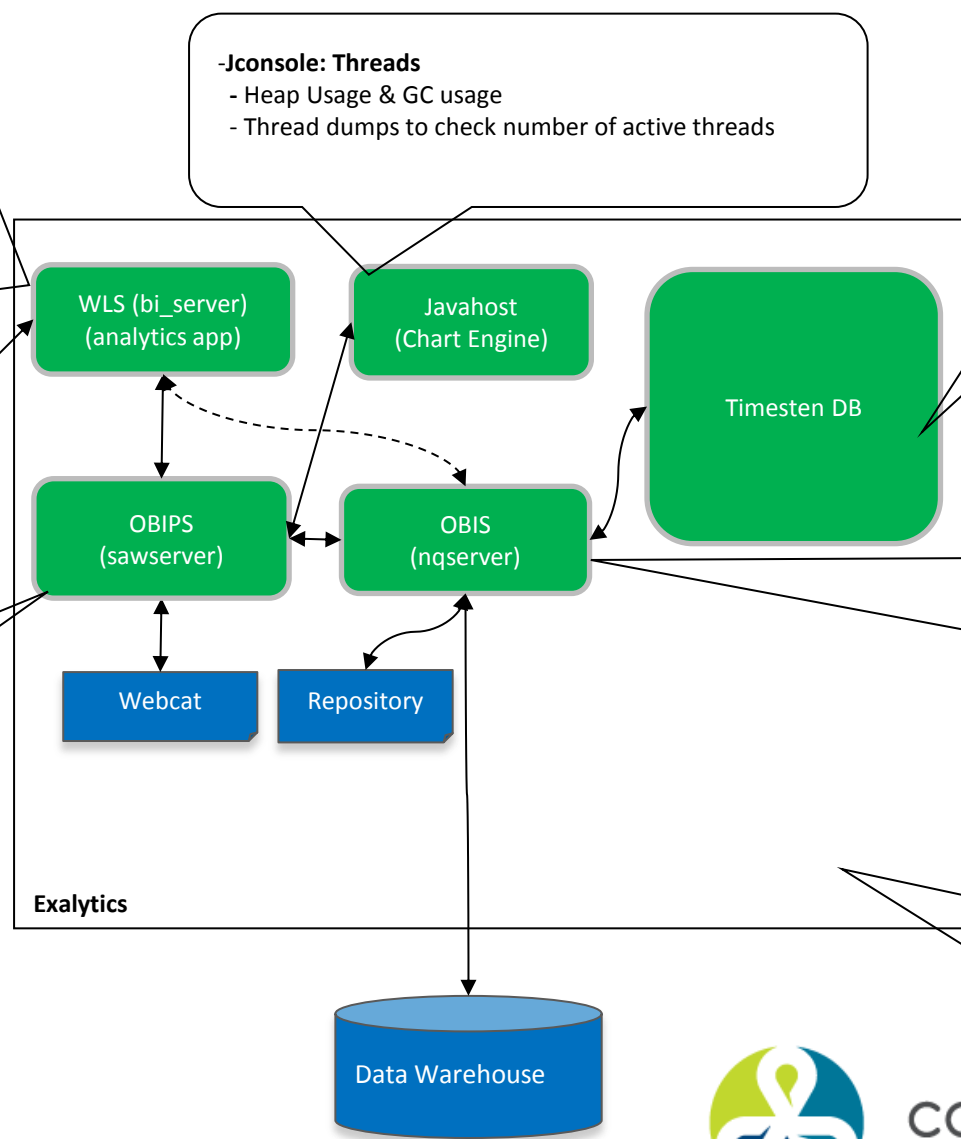 -Jconsole: Threads
- Heap Usage & GC usage
- Thread dumps to check number of active threads
WLS (bi_server)
(analytics app)
Javahost
(Chart Engine)
Timesten DB
OBIPS
(sawserver)
OBIS
(nqserver)
Webcat
Repository
Exalytics
Data Warehouse